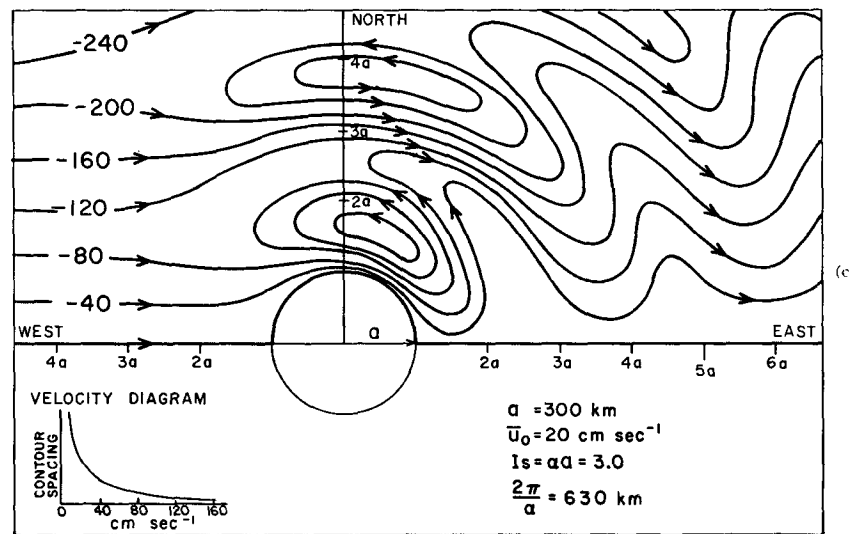 NORTH
-240
-4a
-200
-3a
-160
-120
-2a
-80
-40
WEST
a
EAST
4a 3a 2a 2a 3a 4a 5a 6a
(c
VELOCITY DIAGRAM
CONTOUR
SPACING
0 40 80 120 160
cm sec⁻¹
a = 300 km
U̅₀ = 20 cm sec⁻¹
Is = αa = 3.0
2π/α = 630 km